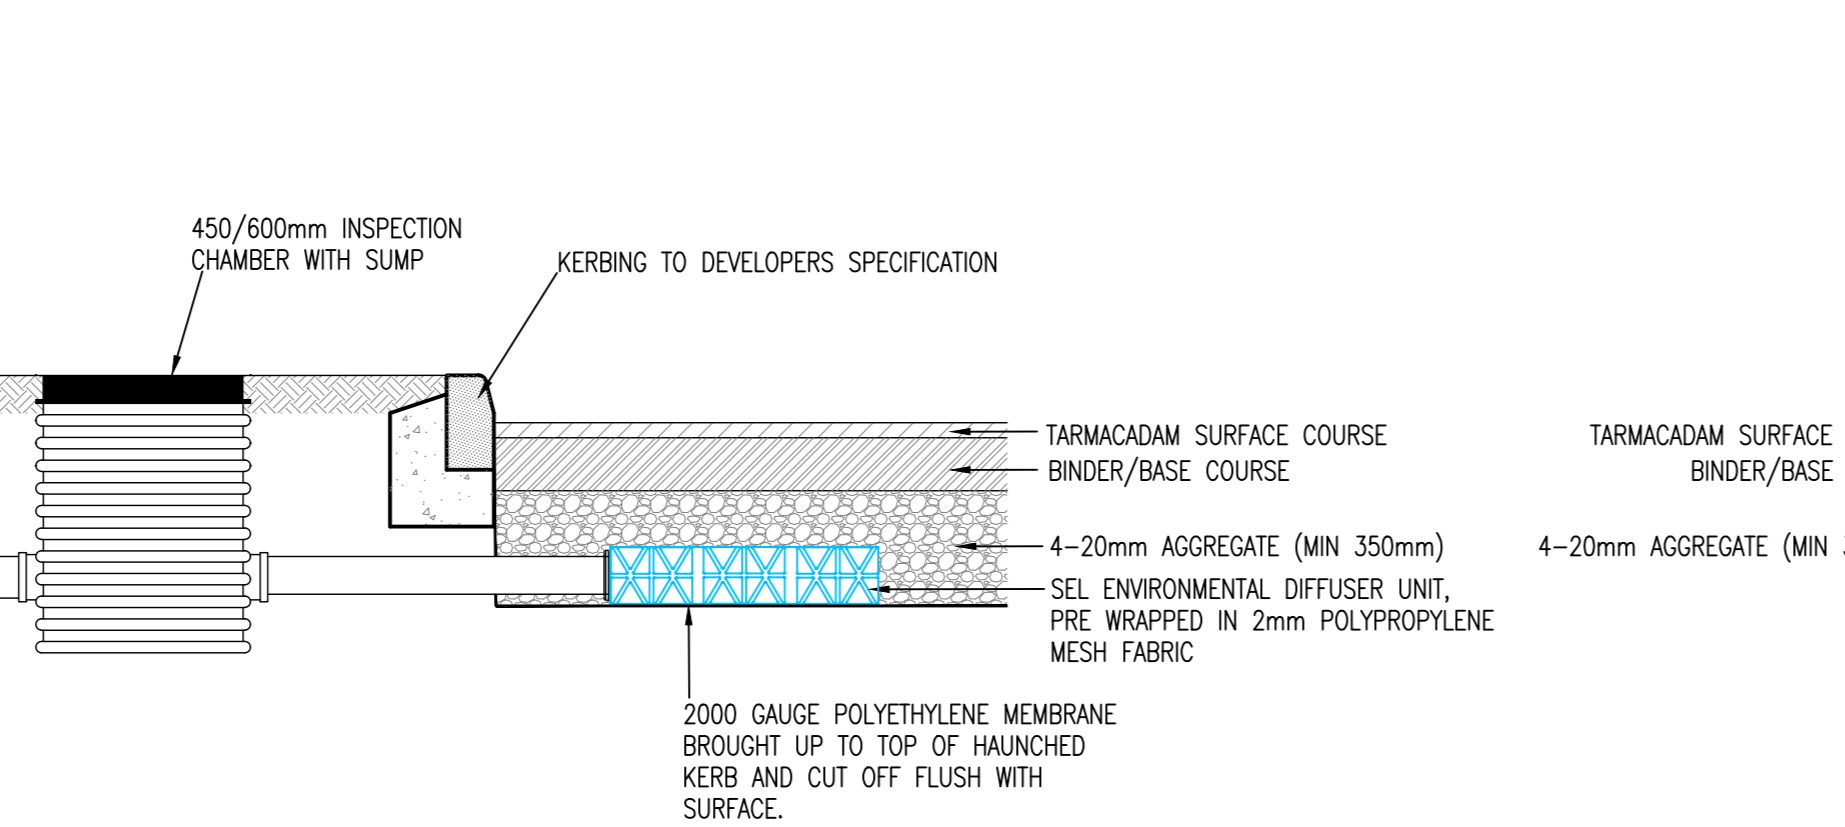 450/600mm INSPECTION
CHAMBER WITH SUMP
KERBING TO DEVELOPERS SPECIFICATION
TARMACADAM SURFACE COURSE
BINDER/BASE COURSE
4-20mm AGGREGATE (MIN 350mm)
SEL ENVIRONMENTAL DIFFUSER UNIT,
PRE WRAPPED IN 2mm POLYPROPYLENE
MESH FABRIC
2000 GAUGE POLYETHYLENE MEMBRANE
BROUGHT UP TO TOP OF HAUNCHED
KERB AND CUT OFF FLUSH WITH
SURFACE.
TARMACADAM SURFACE
BINDER/BASE
4-20mm AGGREGATE (MIN